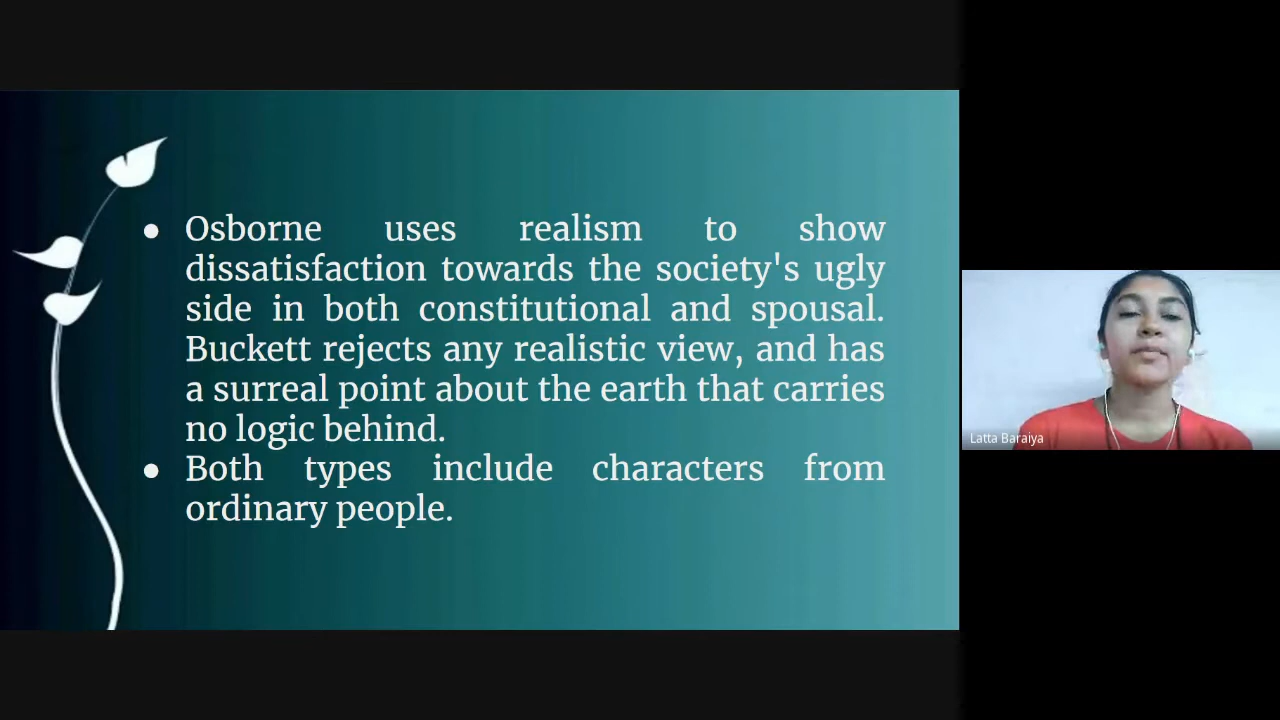 ● Osborne uses realism to show
dissatisfaction towards the society's ugly
side in both constitutional and spousal.
Buckett rejects any realistic view, and has
a surreal point about the earth that carries
no logic behind.
● Both types include characters from
ordinary people.
Latta Baraiya